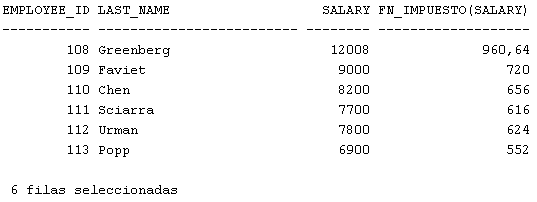 EMPLOYEE_ID LAST_NAME SALARY FN_IMPUESTO(SALARY)
----------- ------------------------- -------- -------------------
108 Greenberg 12008 960,64
109 Faviet 9000 720
110 Chen 8200 656
111 Sciarra 7700 616
112 Urman 7800 624
113 Popp 6900 552
6 filas seleccionadas